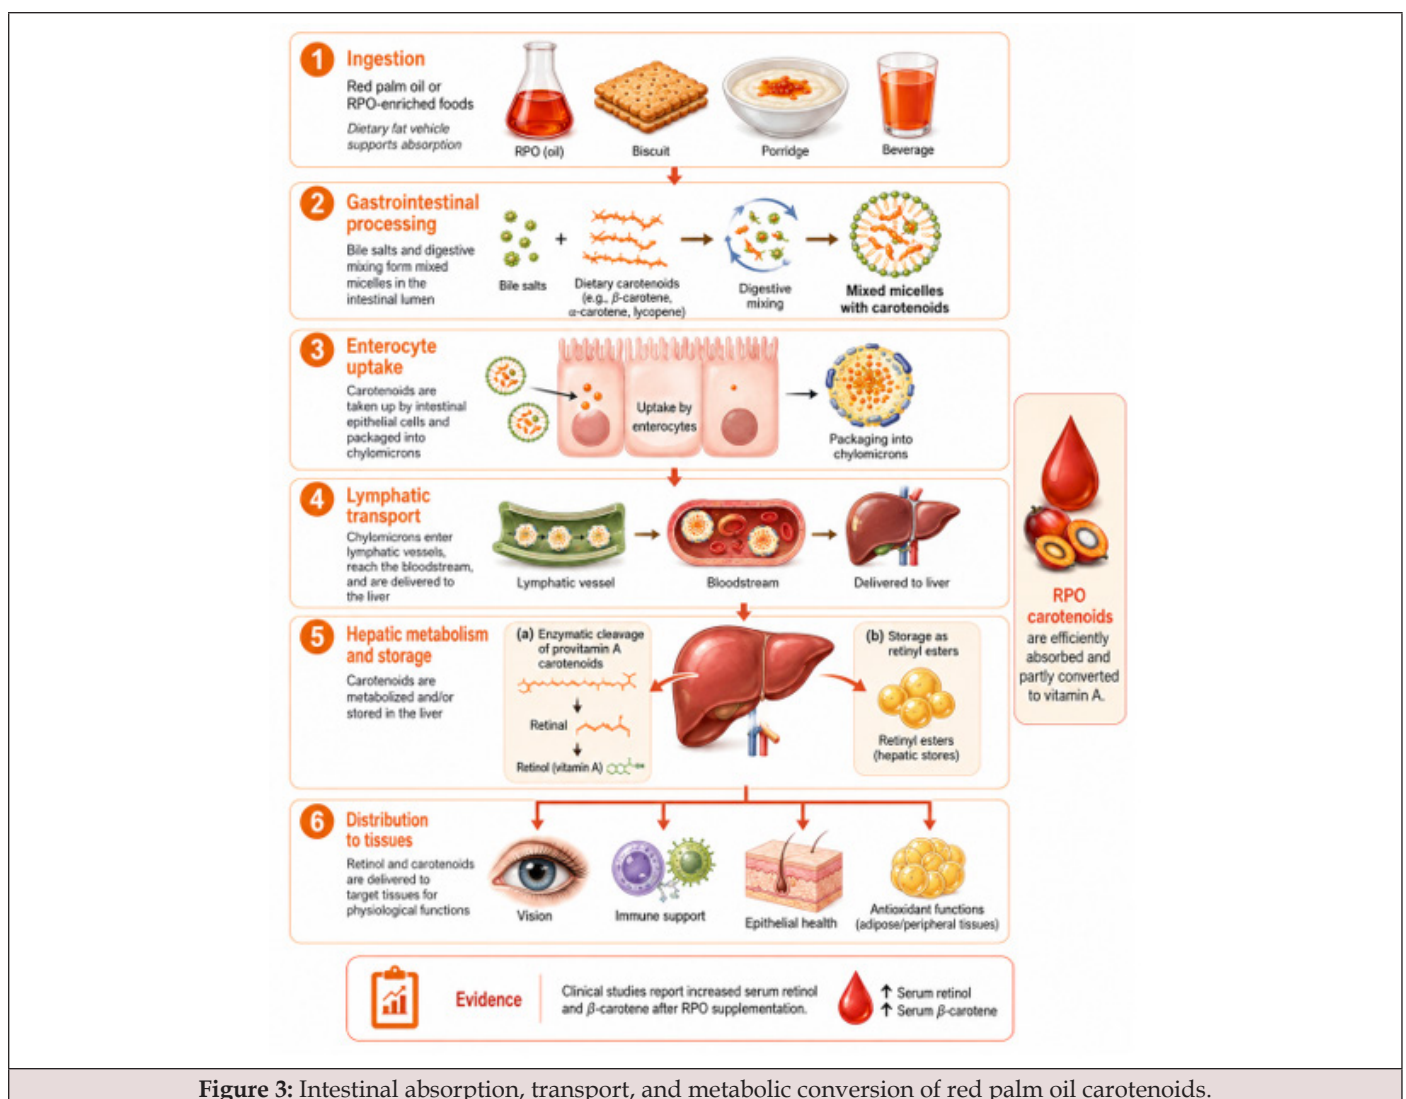 1
Ingestion
Red palm oil or
RPO-enriched foods
Dietary fat vehicle
supports absorption
RPO (oil)
Biscuit
Porridge
Beverage
2
Gastrointestinal
processing
Bile salts and digestive
mixing form mixed
micelles in the
intestinal lumen
Bile salts
+
Dietary carotenoids
(e.g., β-carotene,
α-carotene, lycopene)
Digestive
mixing
Mixed micelles
with carotenoids
3
Enterocyte
uptake
Carotenoids are
taken up by intestinal
epithelial cells and
packaged into
chylomicrons
Uptake by
enterocytes
Packaging into
chylomicrons
4
Lymphatic
transport
Chylomicrons enter
lymphatic vessels,
reach the bloodstream,
and are delivered to
the liver
Lymphatic vessel
Bloodstream
Delivered to liver
5
Hepatic metabolism
and storage
Carotenoids are
metabolized and/or
stored in the liver
(a) Enzymatic cleavage
of provitamin A
carotenoids
Retinal
Retinol (vitamin A)
(b) Storage as
retinyl esters
Retinyl esters
(hepatic stores)
RPO
carotenoids
are efficiently
absorbed and
partly converted
to vitamin A.
6
Distribution
to tissues
Retinol and carotenoids
are delivered to
target tissues for
physiological functions
Vision
Immune support
Epithelial health
Antioxidant functions
(adipose/peripheral tissues)
Evidence
Clinical studies report increased serum retinol
and β-carotene after RPO supplementation.
↑ Serum retinol
↑ Serum β-carotene
Figure 3: Intestinal absorption, transport, and metabolic conversion of red palm oil carotenoids.